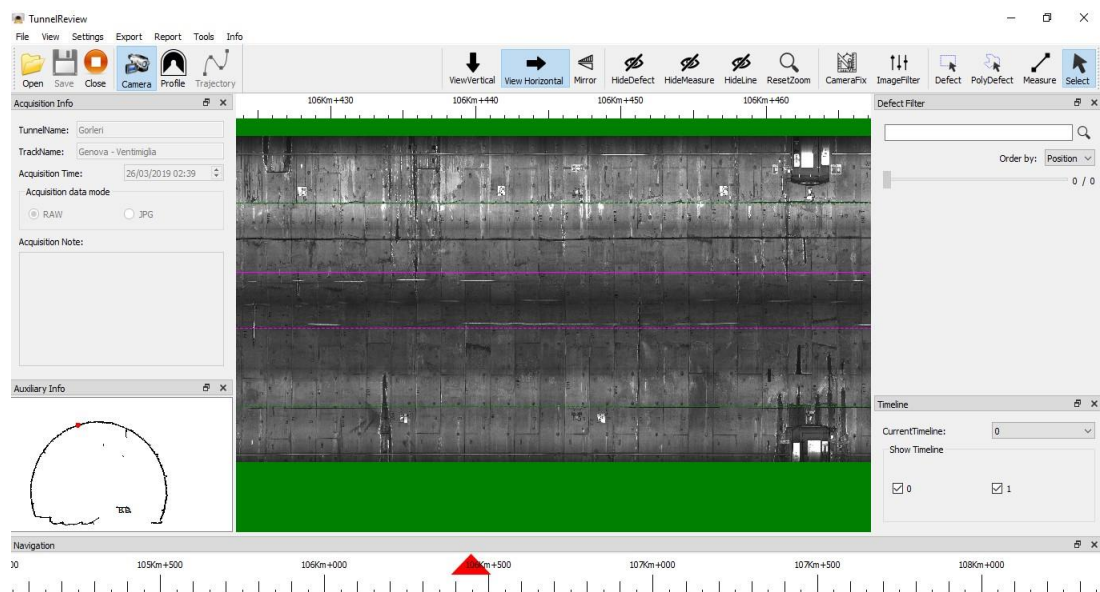 TunnelReview
File View Settings Export Report Tools Info
Open Save Close Camera Profile Trajectory ViewVertical View Horizontal Mirror HideDefect HideMeasure HideLine ResetZoom CameraFix ImageFilter Defect PolyDefect Measure Select
Acquisition Info
TunnelName: Gorleri
TrackName: Genova - Ventimiglia
Acquisition Time: 26/03/2019 02:39
Acquisition data mode
RAW JPG
Acquisition Note:
Auxiliary Info
106Km+430 106Km+440 106Km+450 106Km+460
Defect Filter
Order by: Position
0 / 0
Timeline
CurrentTimeline: 0
Show Timeline
0 1
Navigation
105Km+500 106Km+000 106Km+500 107Km+000 107Km+500 108Km+000